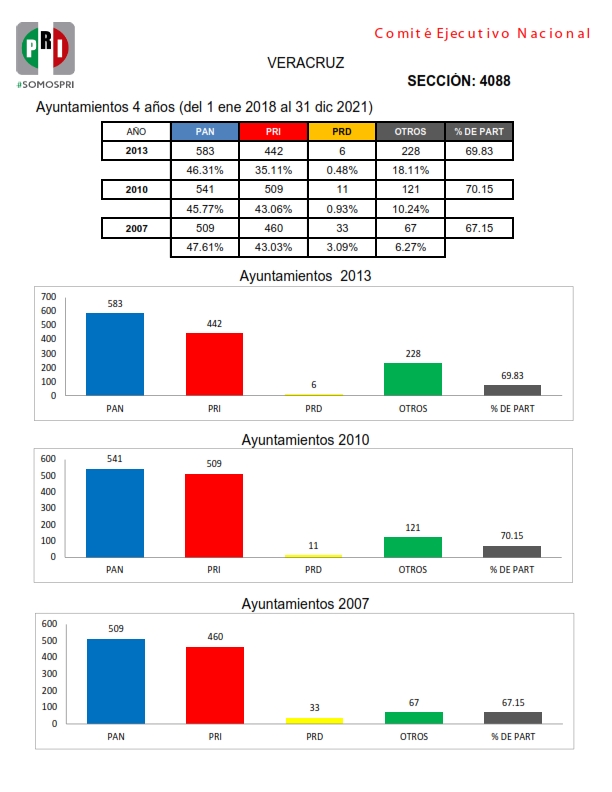 PRI
#SOMOSPRI
Comité Ejecutivo Nacional
VERACRUZ
SECCIÓN: 4088
Ayuntamientos 4 años (del 1 ene 2018 al 31 dic 2021)
AÑO PAN PRI PRD OTROS % DE PART
2013 583 442 6 228 69.83
46.31% 35.11% 0.48% 18.11%
2010 541 509 11 121 70.15
45.77% 43.06% 0.93% 10.24%
2007 509 460 33 67 67.15
47.61% 43.03% 3.09% 6.27%
Ayuntamientos 2013
700
600
500
400
300
200
100
0
583 442 6 228 69.83
PAN PRI PRD OTROS % DE PART
Ayuntamientos 2010
600
500
400
300
200
100
0
541 509 11 121 70.15
PAN PRI PRD OTROS % DE PART
Ayuntamientos 2007
600
500
400
300
200
100
0
509 460 33 67 67.15
PAN PRI PRD OTROS % DE PART